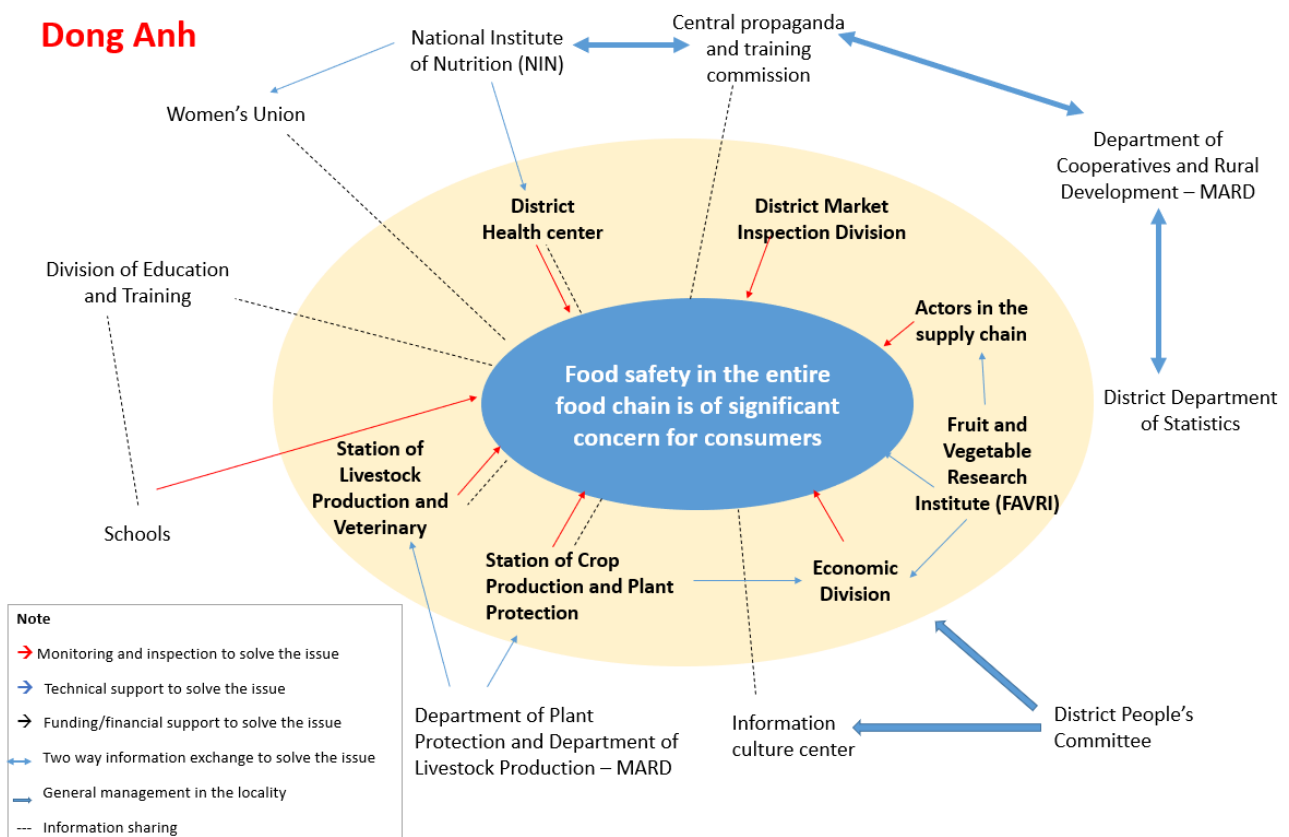 Dong Anh
National Institute
of Nutrition (NIN)
Central propaganda
and training
commission
Women's Union
Department of
Cooperatives and Rural
Development – MARD
District
Health center
District Market
Inspection Division
Division of Education
and Training
Actors in the
supply chain
Food safety in the entire
food chain is of significant
concern for consumers
District Department
of Statistics
Fruit and
Vegetable
Research
Institute (FAVRI)
Station of
Livestock
Production and
Veterinary
Schools
Station of Crop
Production and Plant
Protection
Economic
Division
Department of Plant
Protection and Department of
Livestock Production – MARD
Information
culture center
District People's
Committee
Note
Monitoring and inspection to solve the issue
Technical support to solve the issue
Funding/financial support to solve the issue
Two way information exchange to solve the issue
General management in the locality
--- Information sharing